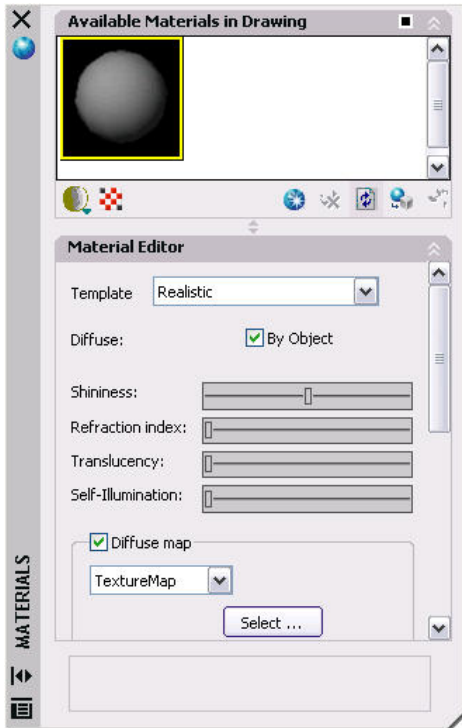 Available Materials in Drawing
Material Editor
Template Realistic
Diffuse: By Object
Shininess:
Refraction index:
Translucency:
Self-Illumination:
Diffuse map
TextureMap
Select ...
MATERIALS